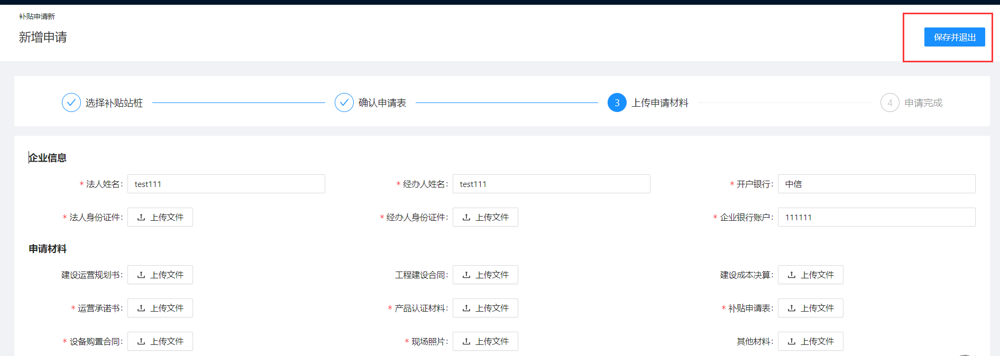 补贴申请新
新增申请
保存并退出
选择补贴站桩
确认申请表
3 上传申请材料
4 申请完成
企业信息
* 法人姓名: test111
* 经办人姓名: test111
* 开户银行: 中信
* 法人身份证件: 上传文件
* 经办人身份证件: 上传文件
* 企业银行账户: 111111
申请材料
建设运营规划书: 上传文件
工程建设合同: 上传文件
建设成本决算: 上传文件
* 运营承诺书: 上传文件
* 产品认证材料: 上传文件
* 补贴申请表: 上传文件
* 设备购置合同: 上传文件
* 现场照片: 上传文件
其他材料: 上传文件